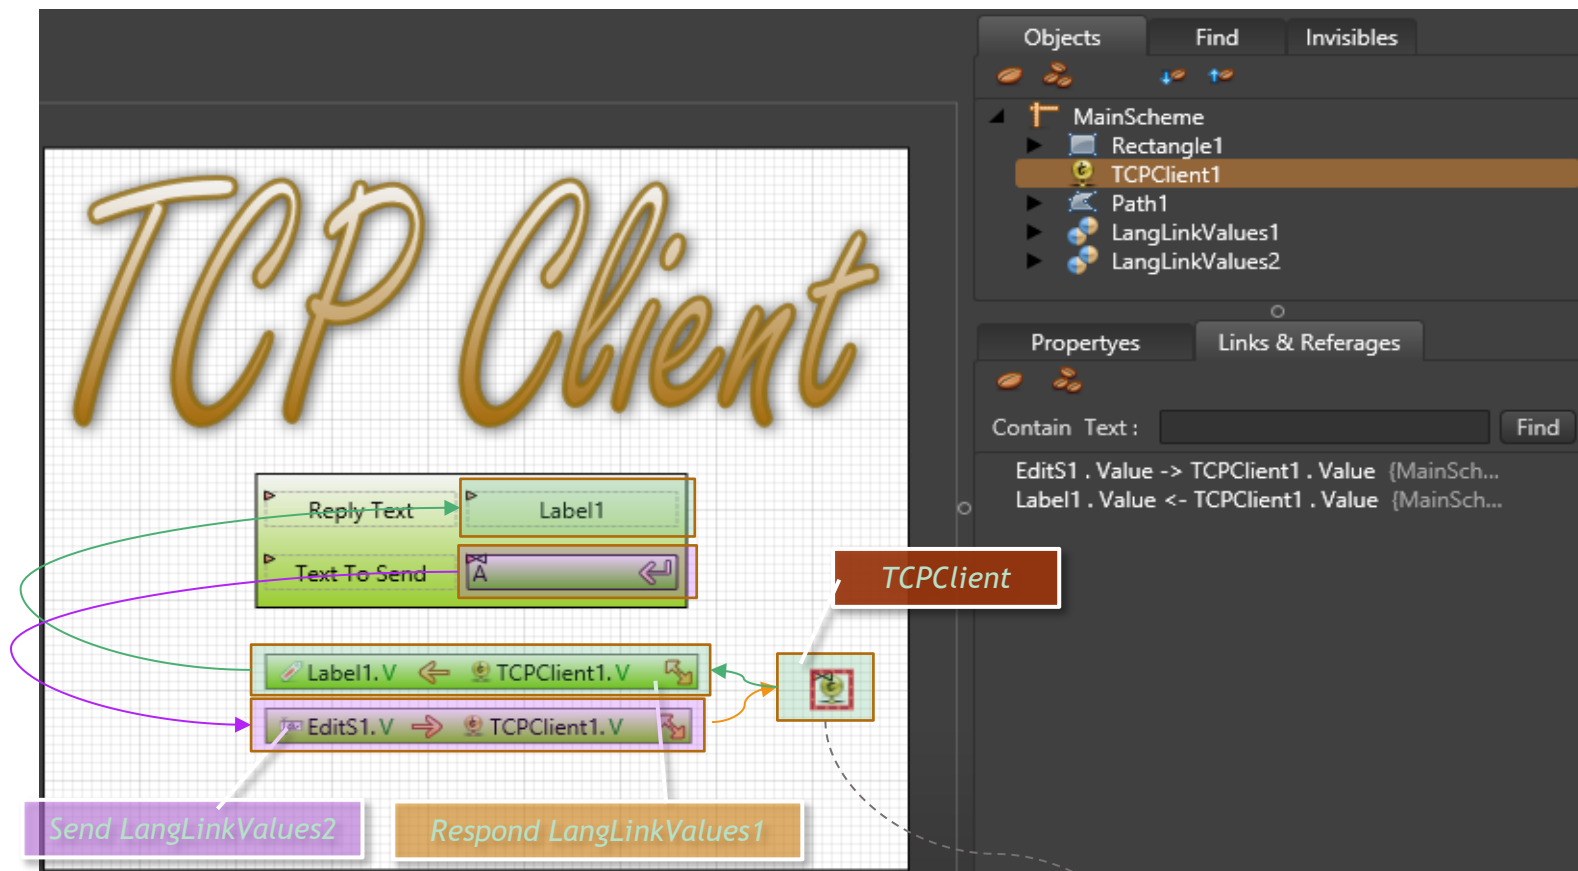 TCP Client
Reply Text
Label1
Text To Send
A
Label1.V
TCPClient1.V
EditS1.V
TCPClient1.V
Send LangLinkValues2
Respond LangLinkValues1
TCPClient
Objects
Find
Invisibles
MainScheme
Rectangle1
TCPClient1
Path1
LangLinkValues1
LangLinkValues2
Propertyes
Links & Referages
Contain Text :
Find
EditS1 . Value -> TCPClient1 . Value {MainSch...
Label1 . Value <- TCPClient1 . Value {MainSch...